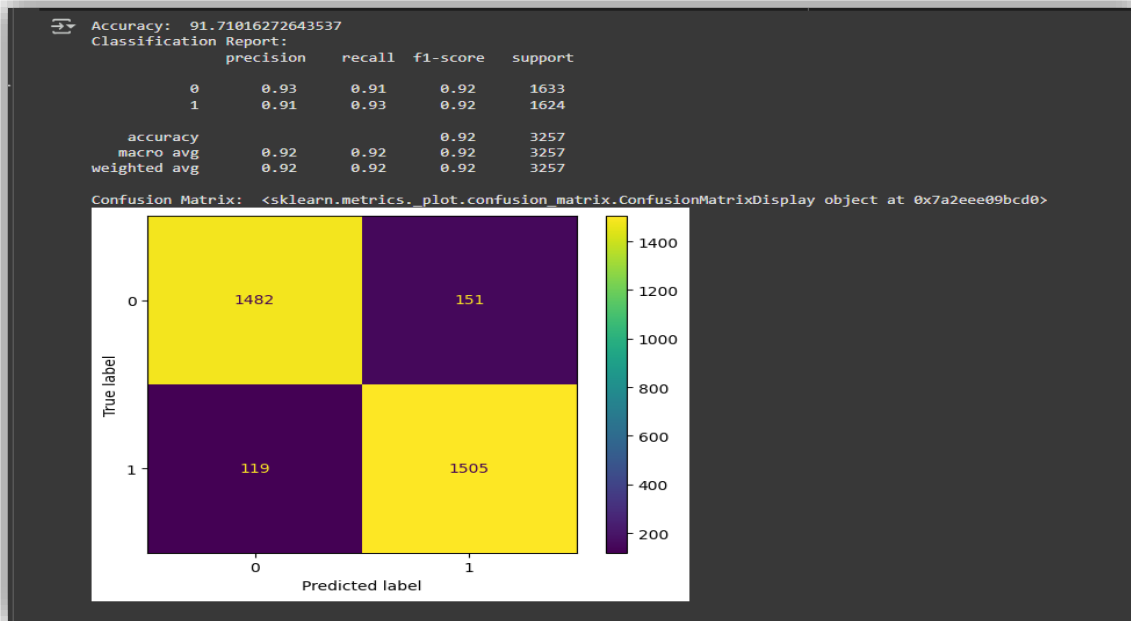 Accuracy:  91.71016272643537
Classification Report:
              precision    recall  f1-score   support
           0       0.93      0.91      0.92      1633
           1       0.91      0.93      0.92      1624
    accuracy                           0.92      3257
   macro avg       0.92      0.92      0.92      3257
weighted avg       0.92      0.92      0.92      3257
Confusion Matrix:  <sklearn.metrics._plot.confusion_matrix.ConfusionMatrixDisplay object at 0x7a2eee09bcd0>
1400
1200
1000
800
600
400
200
True label
0
1
1482
151
119
1505
0
1
Predicted label